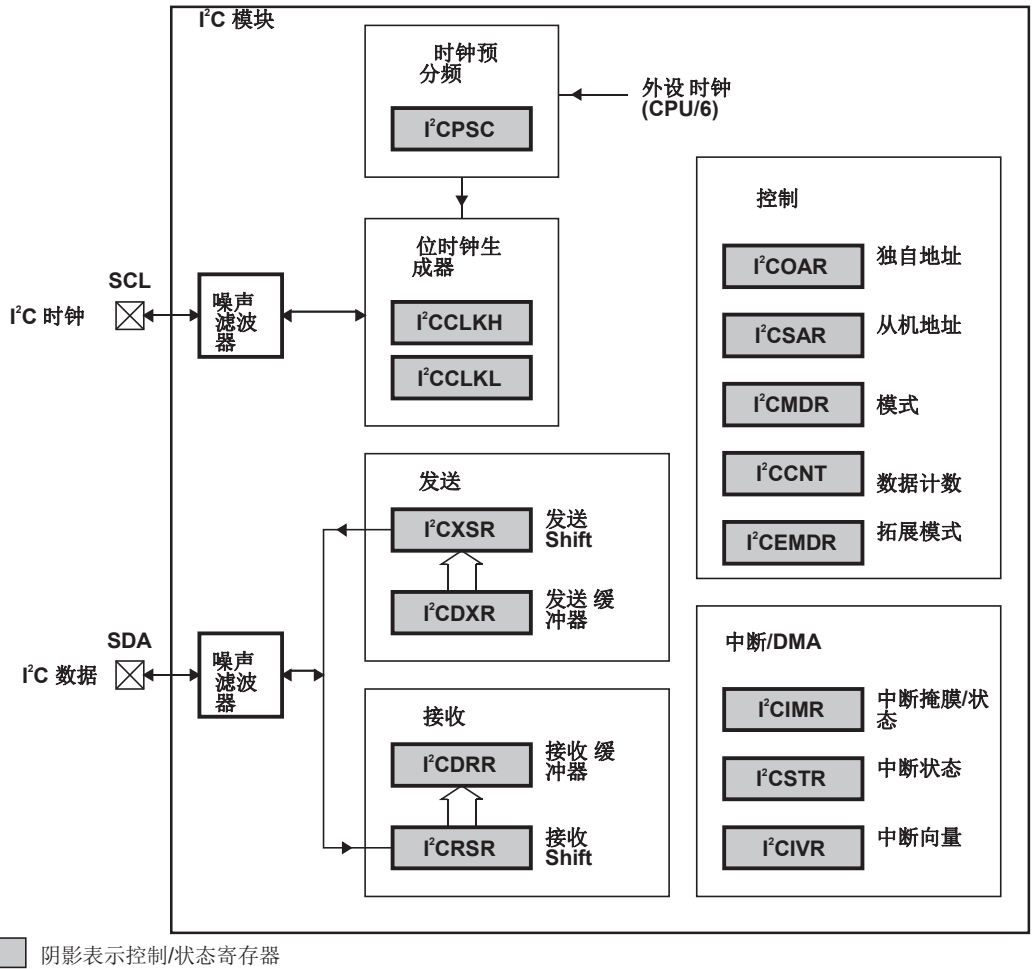 I²C 模块
时钟预
分频
I²CPSC
外设 时钟
(CPU/6)
位时钟生
成器
I²CCLKH
I²CCLKL
SCL
I²C 时钟
噪声
滤波
器
控制
I²COAR
独自地址
I²CSAR
从机地址
I²CMDR
模式
I²CCNT
数据计数
I²CEMDR
拓展模式
发送
I²CXSR
发送
Shift
I²CDXR
发送 缓
冲器
SDA
I²C 数据
噪声
滤波
器
接收
I²CDRR
接收 缓
冲器
I²CRSR
接收
Shift
中断/DMA
I²CIMR
中断掩膜/状
态
I²CSTR
中断状态
I²CIVR
中断向量
阴影表示控制/状态寄存器